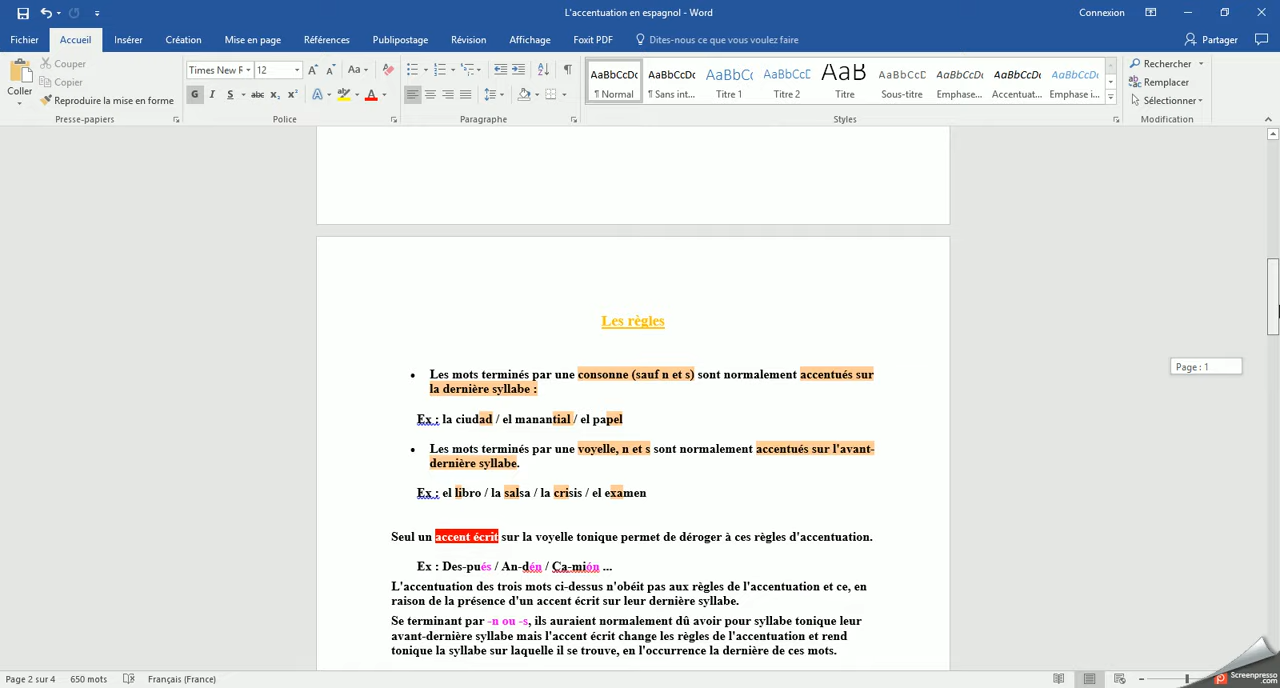 L'accentuation en espagnol - Word
Connexion
Fichier Accueil Insérer Création Mise en page Références Publipostage Révision Affichage Foxit PDF Dites-nous ce que vous voulez faire Partager
Coller
Couper
Copier
Reproduire la mise en forme
Presse-papiers
Times New F 12
Aa
G I S abc x₂ x² A A
Police
Paragraphe
AaBbCcDc AaBbCcDc AaBbCc AaBbCcE AaB AaBbCcD AaBbCcDc AaBbCcDc AaBbCcDc
¶ Normal ¶ Sans int... Titre 1 Titre 2 Titre Sous-titre Emphase... Accentuat... Emphase i...
Styles
Rechercher
Remplacer
Sélectionner
Modification
Les règles
Page : 1
• Les mots terminés par une consonne (sauf n et s) sont normalement accentués sur
la dernière syllabe :
Ex : la ciudad / el manantial / el papel
• Les mots terminés par une voyelle, n et s sont normalement accentués sur l'avant-
dernière syllabe.
Ex : el libro / la salsa / la crisis / el examen
Seul un accent écrit sur la voyelle tonique permet de déroger à ces règles d'accentuation.
Ex : Des-pués / An-dén / Ca-mión ...
L'accentuation des trois mots ci-dessus n'obéit pas aux règles de l'accentuation et ce, en
raison de la présence d'un accent écrit sur leur dernière syllabe.
Se terminant par -n ou -s, ils auraient normalement dû avoir pour syllabe tonique leur
avant-dernière syllabe mais l'accent écrit change les règles de l'accentuation et rend
tonique la syllabe sur laquelle il se trouve, en l'occurrence la dernière de ces mots.
Page 2 sur 4 650 mots Français (France)
Screenpresso
.com